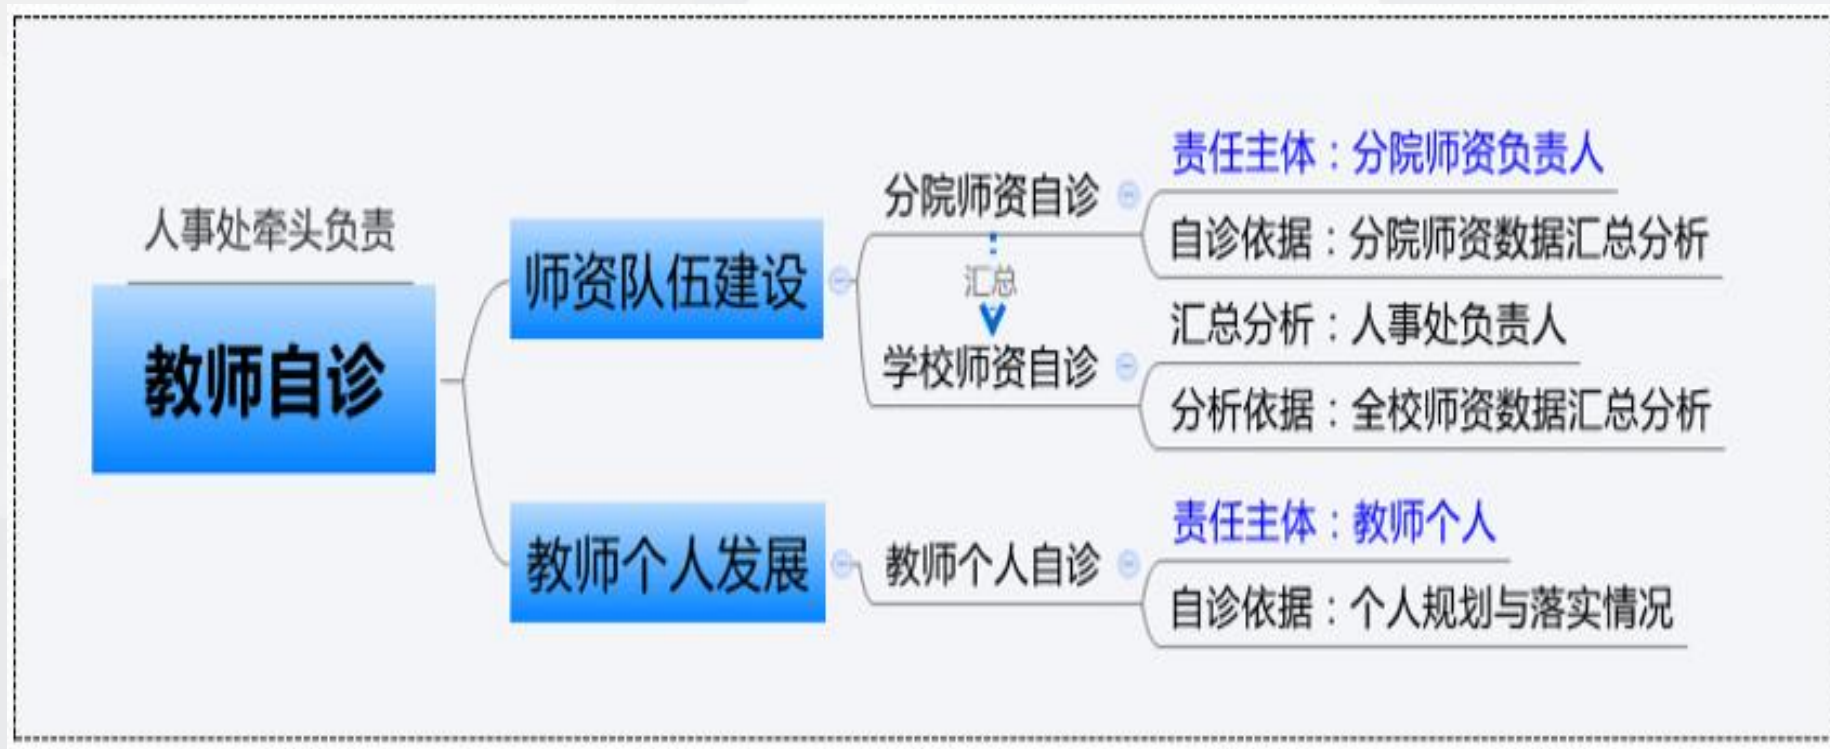 人事处牵头负责
教师自诊
师资队伍建设
分院师资自诊
责任主体：分院师资负责人
自诊依据：分院师资数据汇总分析
汇总
学校师资自诊
汇总分析：人事处负责人
分析依据：全校师资数据汇总分析
教师个人发展
教师个人自诊
责任主体：教师个人
自诊依据：个人规划与落实情况